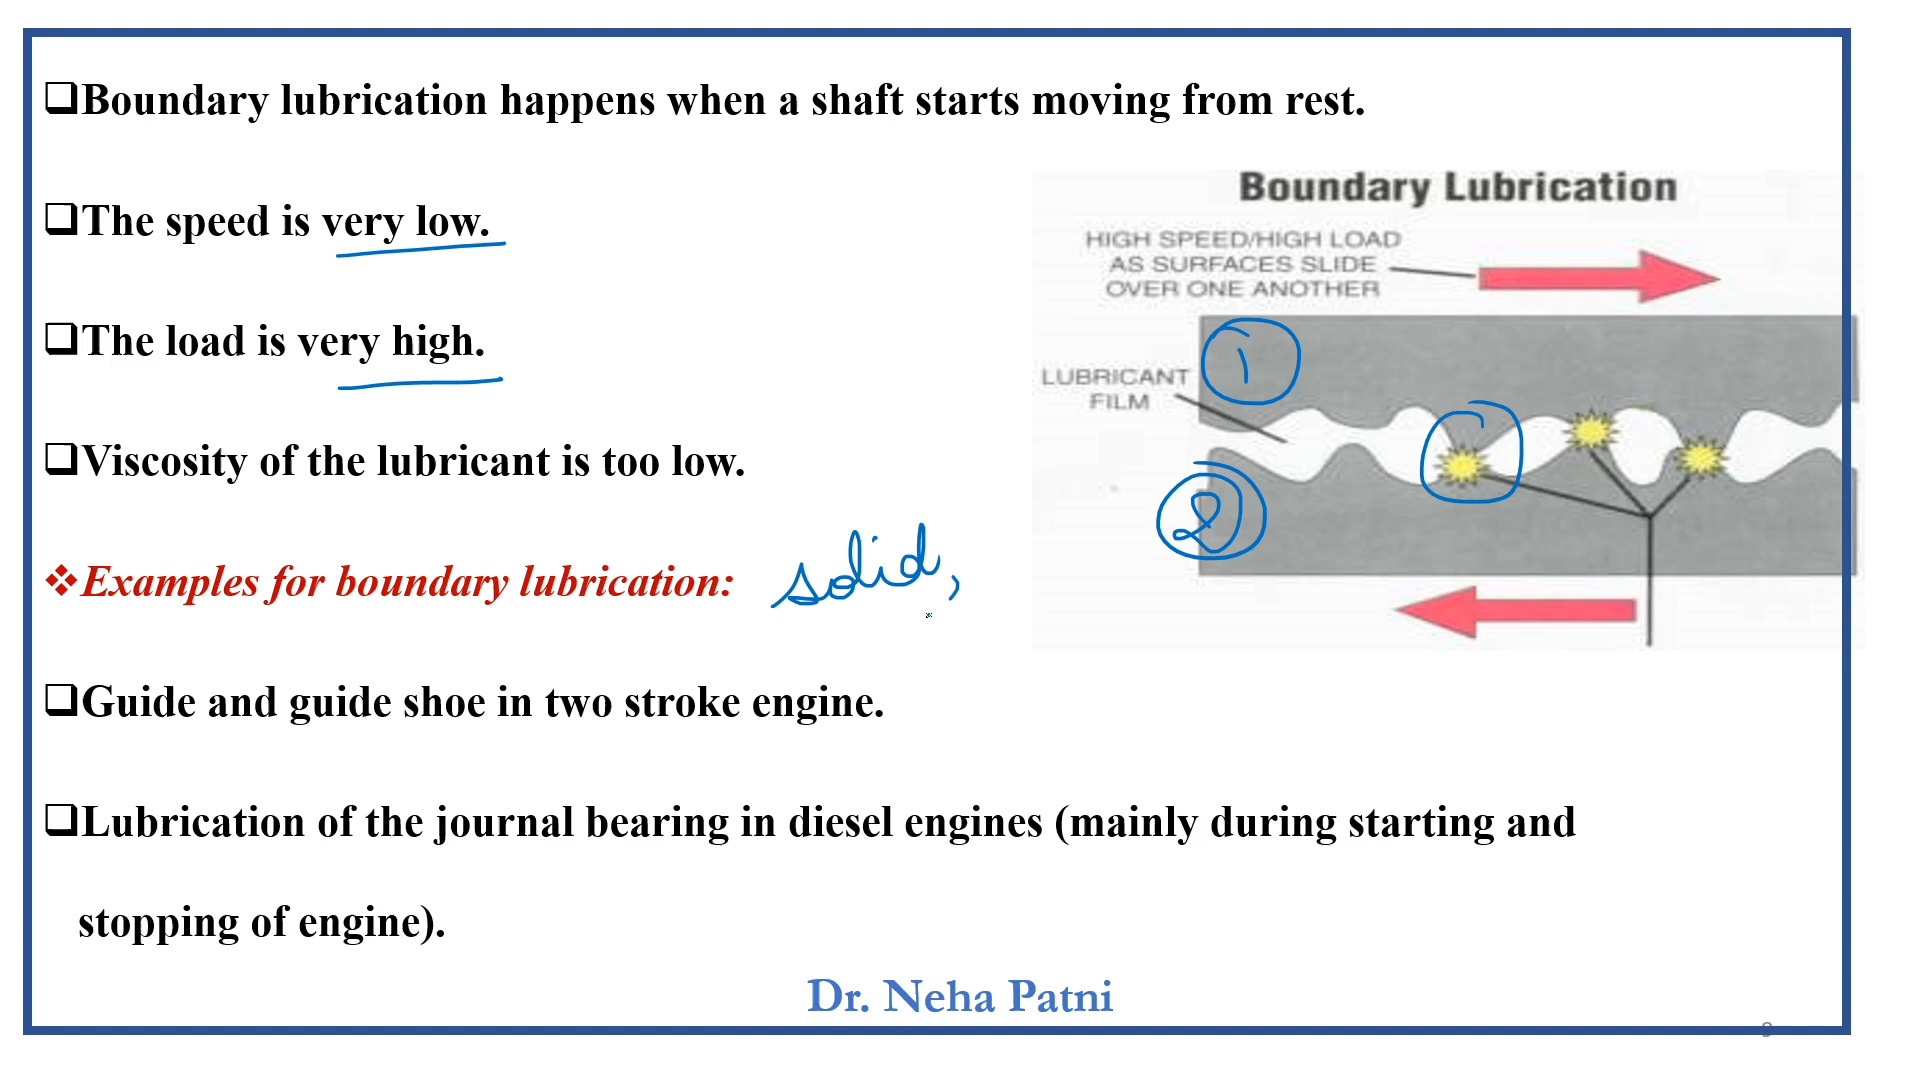 ❑Boundary lubrication happens when a shaft starts moving from rest.
❑The speed is very low.
❑The load is very high.
❑Viscosity of the lubricant is too low.
❖Examples for boundary lubrication:
solid,
❑Guide and guide shoe in two stroke engine.
❑Lubrication of the journal bearing in diesel engines (mainly during starting and
stopping of engine).
Boundary Lubrication
HIGH SPEED/HIGH LOAD
AS SURFACES SLIDE
OVER ONE ANOTHER
1
LUBRICANT
FILM
2
Dr. Neha Patni